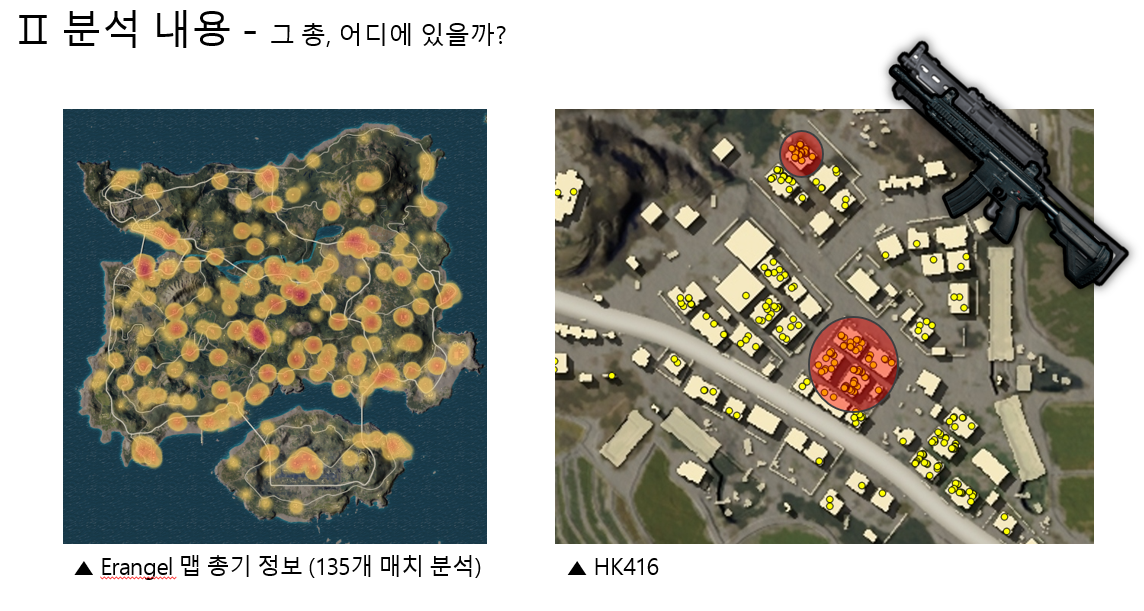 Ⅱ 분석 내용 - 그 총, 어디에 있을까?
▲ Erangel 맵 총기 정보 (135개 매치 분석)
▲ HK416